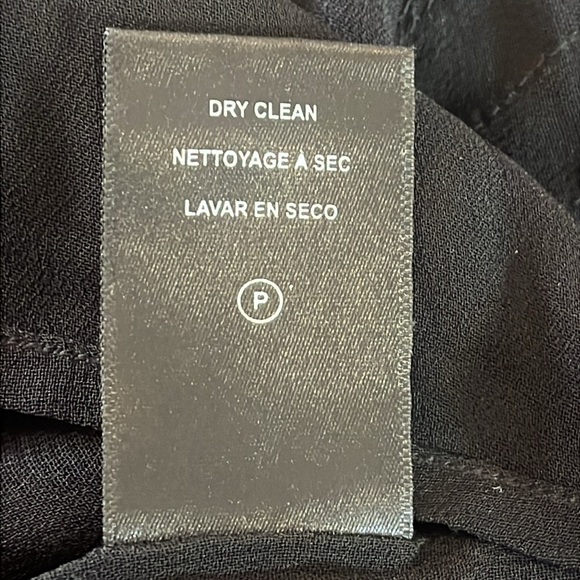 DRY CLEAN
NETTOYAGE À SEC
LAVAR EN SECO
P